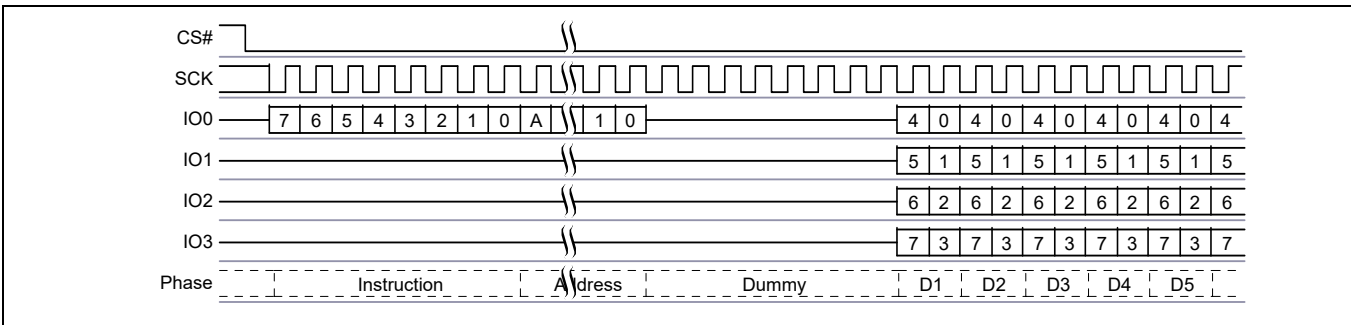 CS#
SCK
IO0 7 6 5 4 3 2 1 0 A 1 0 4 0 4 0 4 0 4 0 4 0 4
IO1 5 1 5 1 5 1 5 1 5 1 5
IO2 6 2 6 2 6 2 6 2 6 2 6
IO3 7 3 7 3 7 3 7 3 7 3 7
Phase Instruction Address Dummy D1 D2 D3 D4 D5